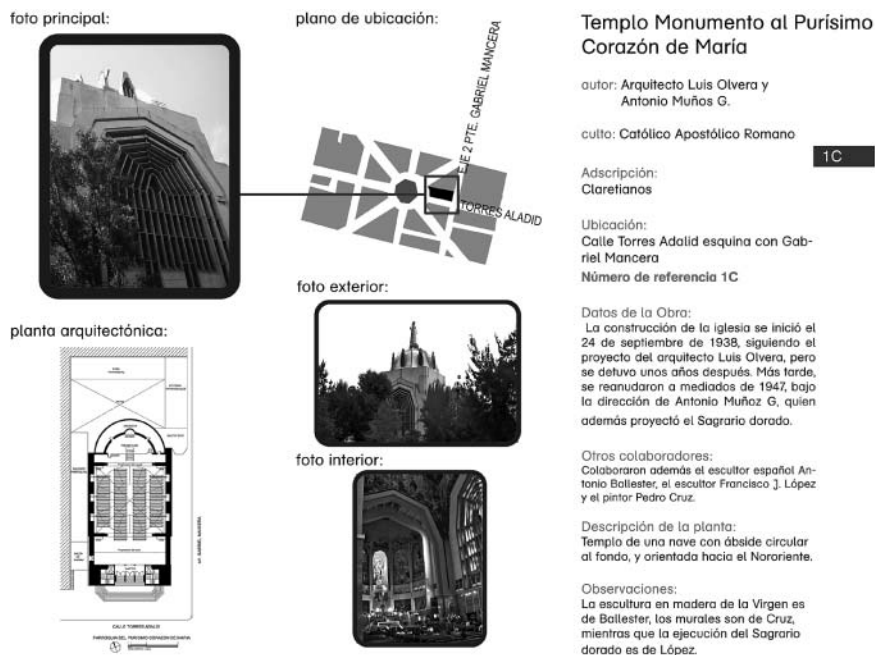 foto principal:
plano de ubicación:
EJE 2 PTE. GABRIEL MANCERA
TORRES ALADID
foto exterior:
planta arquitectónica:
foto interior:
CALLE TORRES ADALID
Templo Monumento al Purísimo
Corazón de María
autor: Arquitecto Luis Olvera y
Antonio Muños G.
culto: Católico Apostólico Romano
1C
Adscripción:
Claretianos
Ubicación:
Calle Torres Adalid esquina con Gab-
riel Mancera
Número de referencia 1C
Datos de la Obra:
La construcción de la iglesia se inició el
24 de septiembre de 1938, siguiendo el
proyecto del arquitecto Luis Olvera, pero
se detuvo unos años después. Más tarde,
se reanudaron a mediados de 1947, bajo
la dirección de Antonio Muñoz G, quien
además proyectó el Sagrario dorado.
Otros colaboradores:
Colaboraron además el escultor español An-
tonio Ballester, el escultor Francisco J. López
y el pintor Pedro Cruz.
Descripción de la planta:
Templo de una nave con ábside circular
al fondo, y orientada hacia el Nororiente.
Observaciones:
La escultura en madera de la Virgen es
de Ballester, los murales son de Cruz,
mientras que la ejecución del Sagrario
dorado es de López.